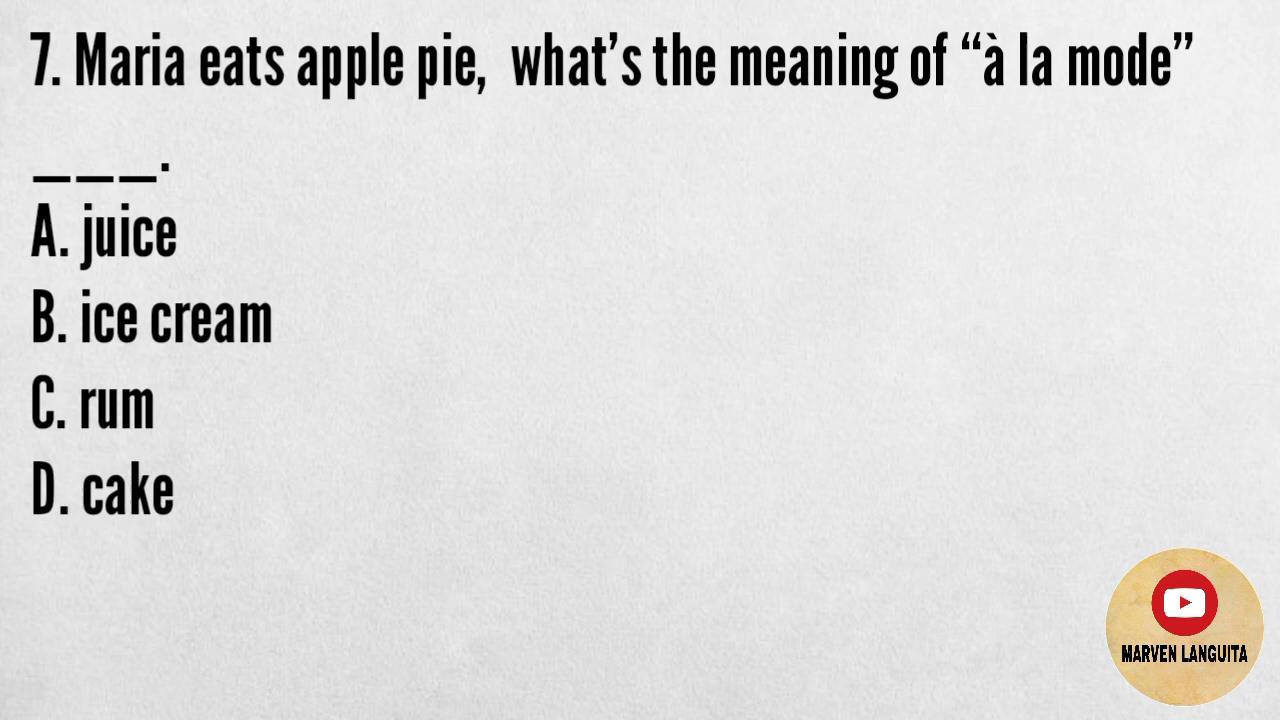 7. Maria eats apple pie, what’s the meaning of “à la mode”
___.
A. juice
B. ice cream
C. rum
D. cake
MARVEN LANGUITA